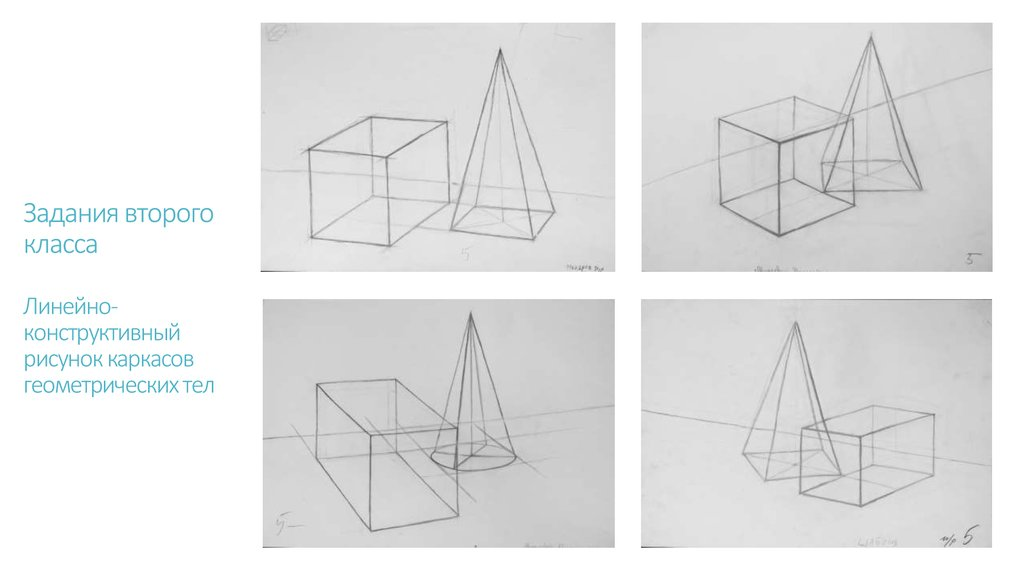 Задания второго
класса
Линейно-
конструктивный
рисунок каркасов
геометрических тел
5
5
5
5